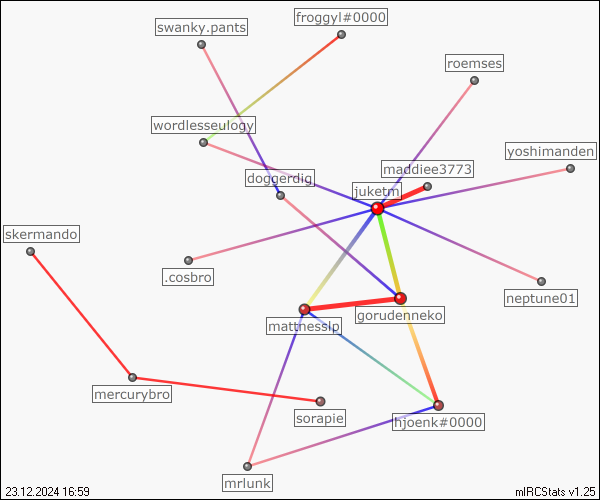 froggyl#0000
swanky.pants
roemses
wordlesseulogy
yoshimanden
maddiee3773
doggerdig
juketm
skermando
.cosbro
neptune01
gorudenneko
mattnesslp
mercurybro
sorapie
hjoenk#0000
mrlunk
23.12.2024 16:59
mIRCStats v1.25